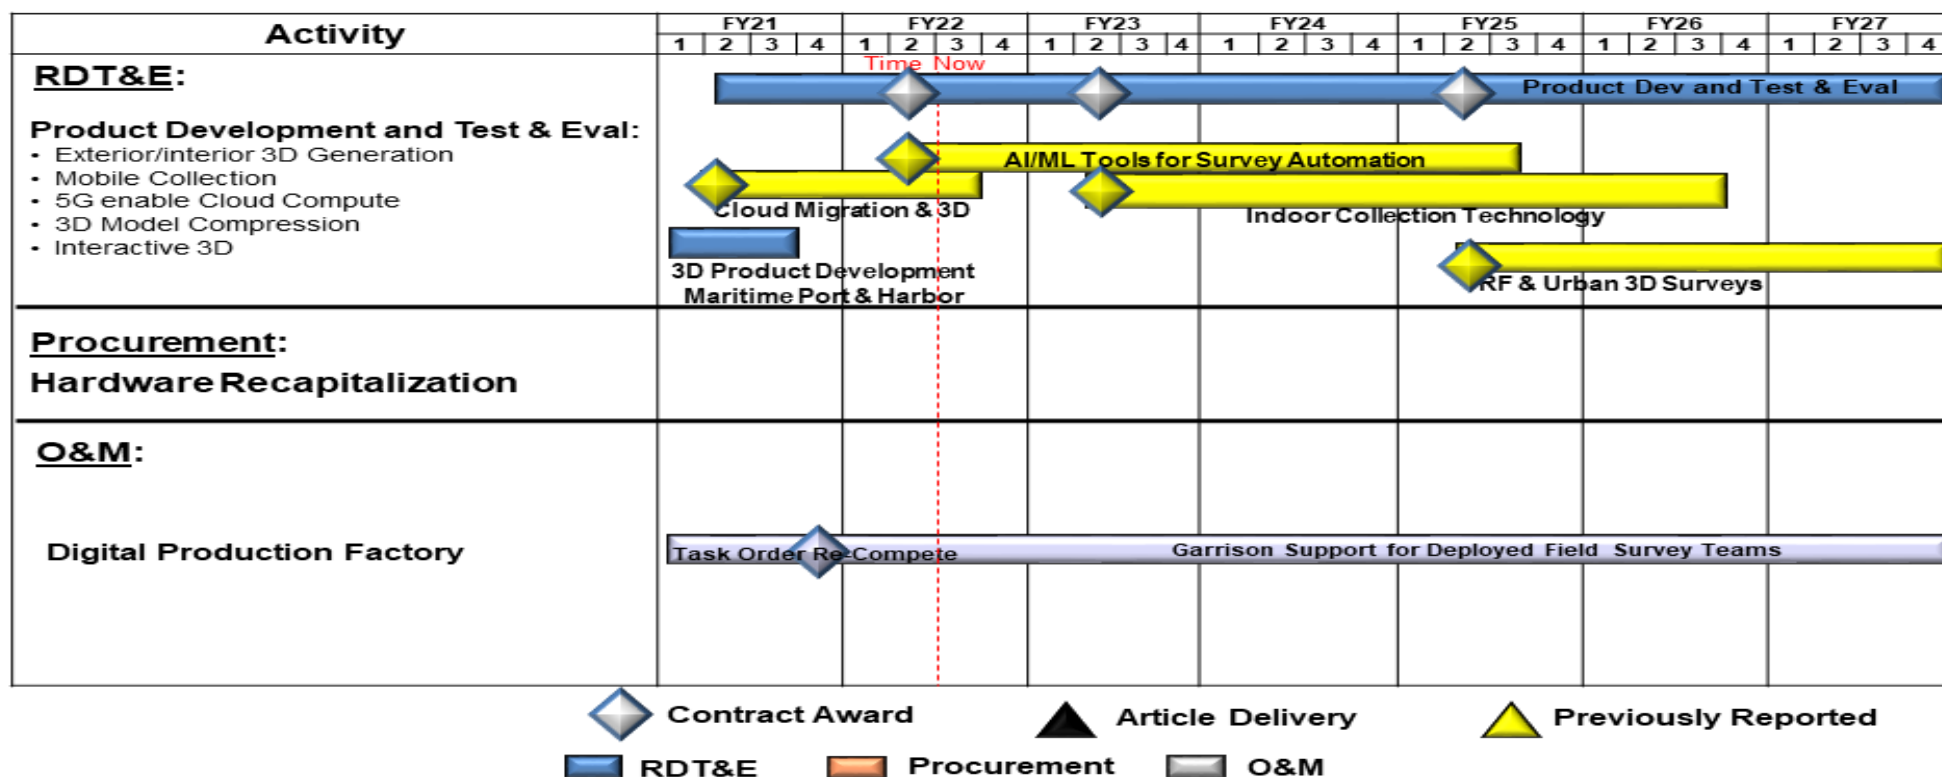 Activity
FY21 FY22 FY23 FY24 FY25 FY26 FY27
1 2 3 4 1 2 3 4 1 2 3 4 1 2 3 4 1 2 3 4 1 2 3 4 1 2 3 4
Time Now
RDT&E:
Product Dev and Test & Eval
Product Development and Test & Eval:
• Exterior/interior 3D Generation
• Mobile Collection
• 5G enable Cloud Compute
• 3D Model Compression
• Interactive 3D
AI/ML Tools for Survey Automation
Cloud Migration & 3D
Indoor Collection Technology
3D Product Development
Maritime Port & Harbor
RF & Urban 3D Surveys
Procurement:
Hardware Recapitalization
O&M:
Digital Production Factory
Task Order Re-Compete
Garrison Support for Deployed Field Survey Teams
Contract Award
Article Delivery
Previously Reported
RDT&E
Procurement
O&M